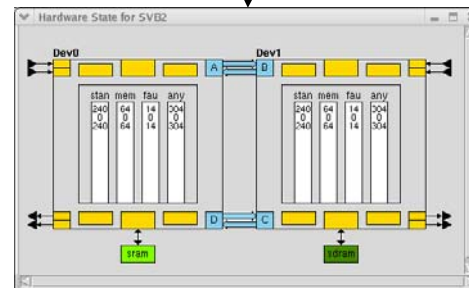 Hardware State for SVB2
Dev0 Dev1
A B
stan mem fau any stan mem fau any
240 64 14 304 240 64 14 304
0 0 0 0 0 0 0 0
240 64 14 304 240 64 14 304
D C
sram sdram